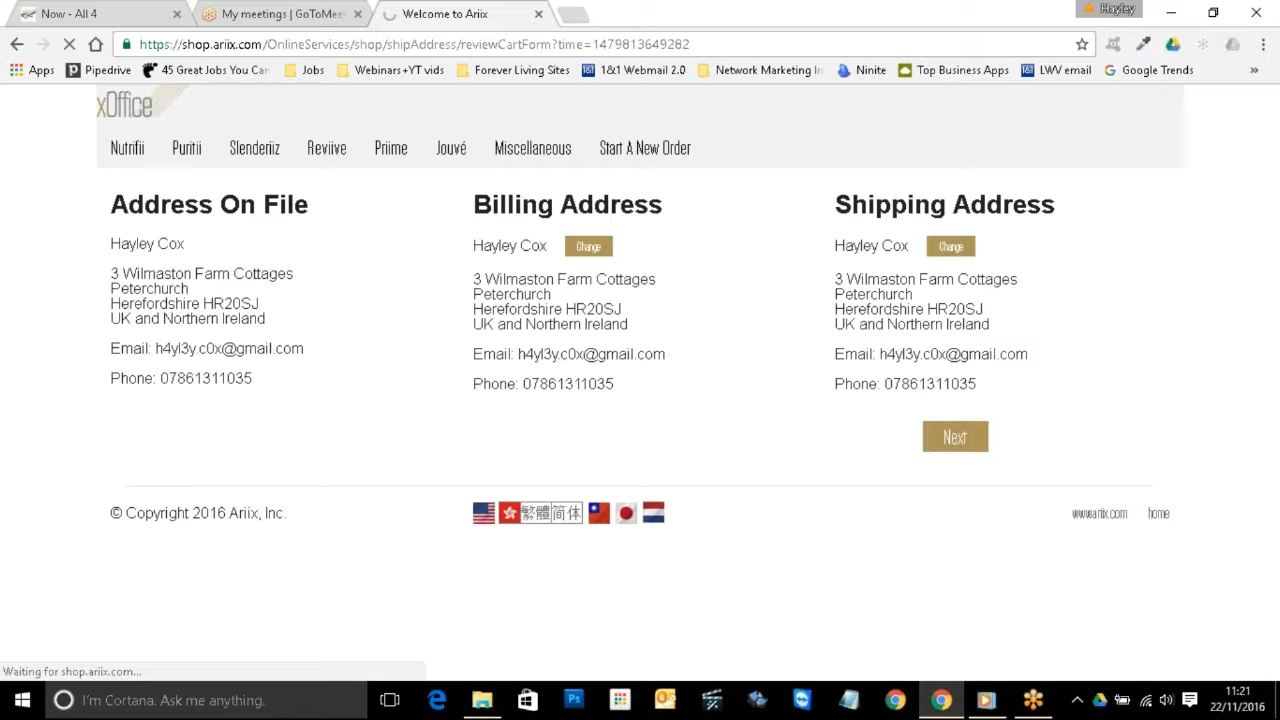 Now - All 4
My meetings | GoToMeet
Welcome to Ariix
Hayley
https://shop.ariix.com/OnlineServices/shop/shipAddress/reviewCartForm?time=1479813649282
Apps
Pipedrive
45 Great Jobs You Can
Jobs
Webinars+YT vids
Forever Living Sites
1&1 Webmail 2.0
Network Marketing In
Ninite
Top Business Apps
LWV email
Google Trends
»
xOffice
Nutrifii
Puritii
Slenderiiz
Reviive
Priime
Jouvé
Miscellaneous
Start A New Order
Address On File
Hayley Cox
3 Wilmaston Farm Cottages
Peterchurch
Herefordshire HR20SJ
UK and Northern Ireland
Email: h4yl3y.c0x@gmail.com
Phone: 07861311035
Billing Address
Hayley Cox
Change
3 Wilmaston Farm Cottages
Peterchurch
Herefordshire HR20SJ
UK and Northern Ireland
Email: h4yl3y.c0x@gmail.com
Phone: 07861311035
Shipping Address
Hayley Cox
Change
3 Wilmaston Farm Cottages
Peterchurch
Herefordshire HR20SJ
UK and Northern Ireland
Email: h4yl3y.c0x@gmail.com
Phone: 07861311035
Next
© Copyright 2016 Ariix, Inc.
繁體 简体
www.ariix.com
home
Waiting for shop.ariix.com...
I'm Cortana. Ask me anything.
11:21
22/11/2016